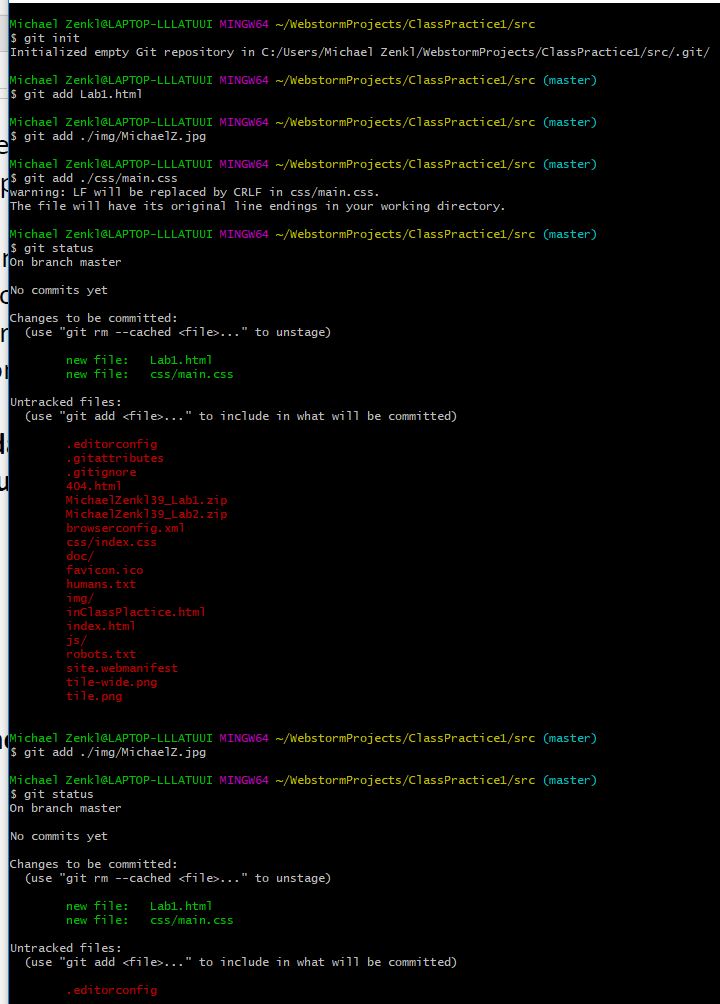 Michael Zenkl@LAPTOP-LLLATUUI MINGW64 ~/WebstormProjects/ClassPractice1/src
$ git init
Initialized empty Git repository in C:/Users/Michael Zenkl/WebstormProjects/ClassPractice1/src/.git/
Michael Zenkl@LAPTOP-LLLATUUI MINGW64 ~/WebstormProjects/ClassPractice1/src (master)
$ git add Lab1.html
Michael Zenkl@LAPTOP-LLLATUUI MINGW64 ~/WebstormProjects/ClassPractice1/src (master)
$ git add ./img/MichaelZ.jpg
Michael Zenkl@LAPTOP-LLLATUUI MINGW64 ~/WebstormProjects/ClassPractice1/src (master)
$ git add ./css/main.css
warning: LF will be replaced by CRLF in css/main.css.
The file will have its original line endings in your working directory.
Michael Zenkl@LAPTOP-LLLATUUI MINGW64 ~/WebstormProjects/ClassPractice1/src (master)
$ git status
On branch master
No commits yet
Changes to be committed:
(use "git rm --cached <file>..." to unstage)
new file:   Lab1.html
new file:   css/main.css
Untracked files:
(use "git add <file>..." to include in what will be committed)
.editorconfig
.gitattributes
.gitignore
404.html
MichaelZenkl39_Lab1.zip
MichaelZenkl39_Lab2.zip
browserconfig.xml
css/index.css
doc/
favicon.ico
humans.txt
img/
inClassPlactice.html
index.html
js/
robots.txt
site.webmanifest
tile-wide.png
tile.png
Michael Zenkl@LAPTOP-LLLATUUI MINGW64 ~/WebstormProjects/ClassPractice1/src (master)
$ git add ./img/MichaelZ.jpg
Michael Zenkl@LAPTOP-LLLATUUI MINGW64 ~/WebstormProjects/ClassPractice1/src (master)
$ git status
On branch master
No commits yet
Changes to be committed:
(use "git rm --cached <file>..." to unstage)
new file:   Lab1.html
new file:   css/main.css
Untracked files:
(use "git add <file>..." to include in what will be committed)
.editorconfig